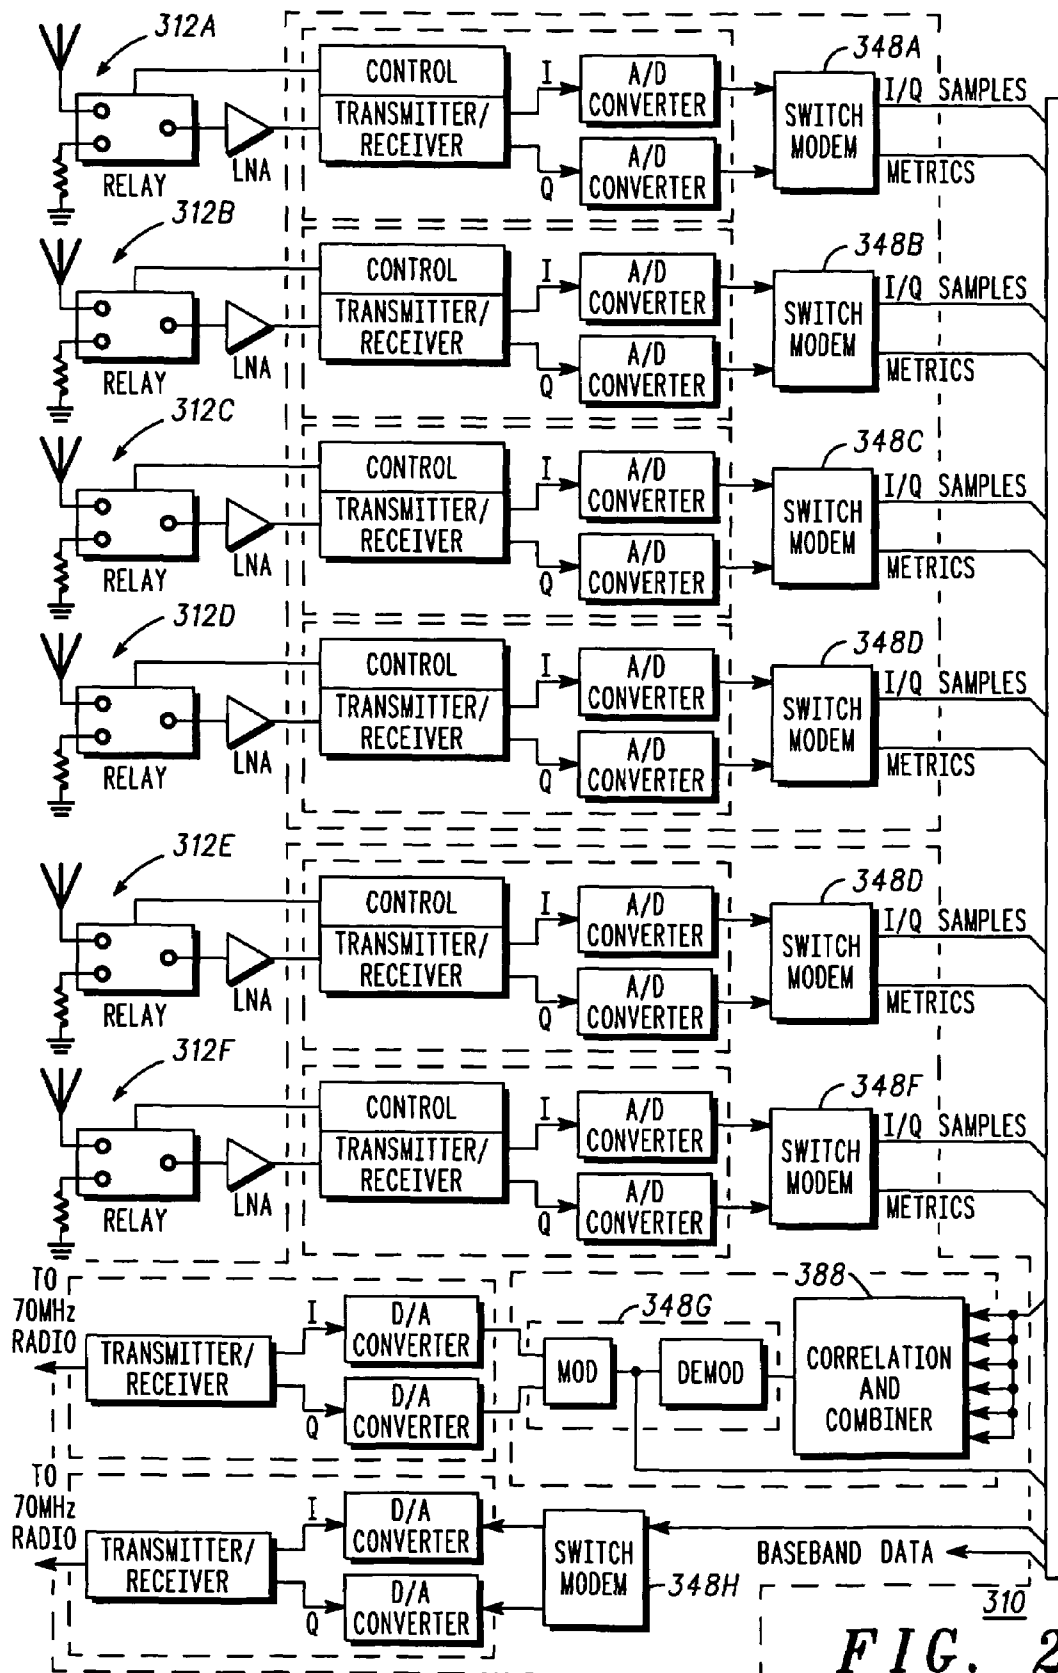 312A
CONTROL
TRANSMITTER/
RECEIVER
I
Q
A/D
CONVERTER
A/D
CONVERTER
348A
SWITCH
MODEM
I/Q SAMPLES
METRICS
RELAY
LNA
312B
CONTROL
TRANSMITTER/
RECEIVER
I
Q
A/D
CONVERTER
A/D
CONVERTER
348B
SWITCH
MODEM
I/Q SAMPLES
METRICS
RELAY
LNA
312C
CONTROL
TRANSMITTER/
RECEIVER
I
Q
A/D
CONVERTER
A/D
CONVERTER
348C
SWITCH
MODEM
I/Q SAMPLES
METRICS
RELAY
LNA
312D
CONTROL
TRANSMITTER/
RECEIVER
I
Q
A/D
CONVERTER
A/D
CONVERTER
348D
SWITCH
MODEM
I/Q SAMPLES
METRICS
RELAY
LNA
312E
CONTROL
TRANSMITTER/
RECEIVER
I
Q
A/D
CONVERTER
A/D
CONVERTER
348D
SWITCH
MODEM
I/Q SAMPLES
METRICS
RELAY
LNA
312F
CONTROL
TRANSMITTER/
RECEIVER
I
Q
A/D
CONVERTER
A/D
CONVERTER
348F
SWITCH
MODEM
I/Q SAMPLES
METRICS
RELAY
LNA
TO
70MHz
RADIO
TRANSMITTER/
RECEIVER
I
Q
D/A
CONVERTER
D/A
CONVERTER
348G
MOD
DEMOD
388
CORRELATION
AND
COMBINER
TO
70MHz
RADIO
TRANSMITTER/
RECEIVER
I
Q
D/A
CONVERTER
D/A
CONVERTER
SWITCH
MODEM
348H
BASEBAND DATA
310
FIG. 2